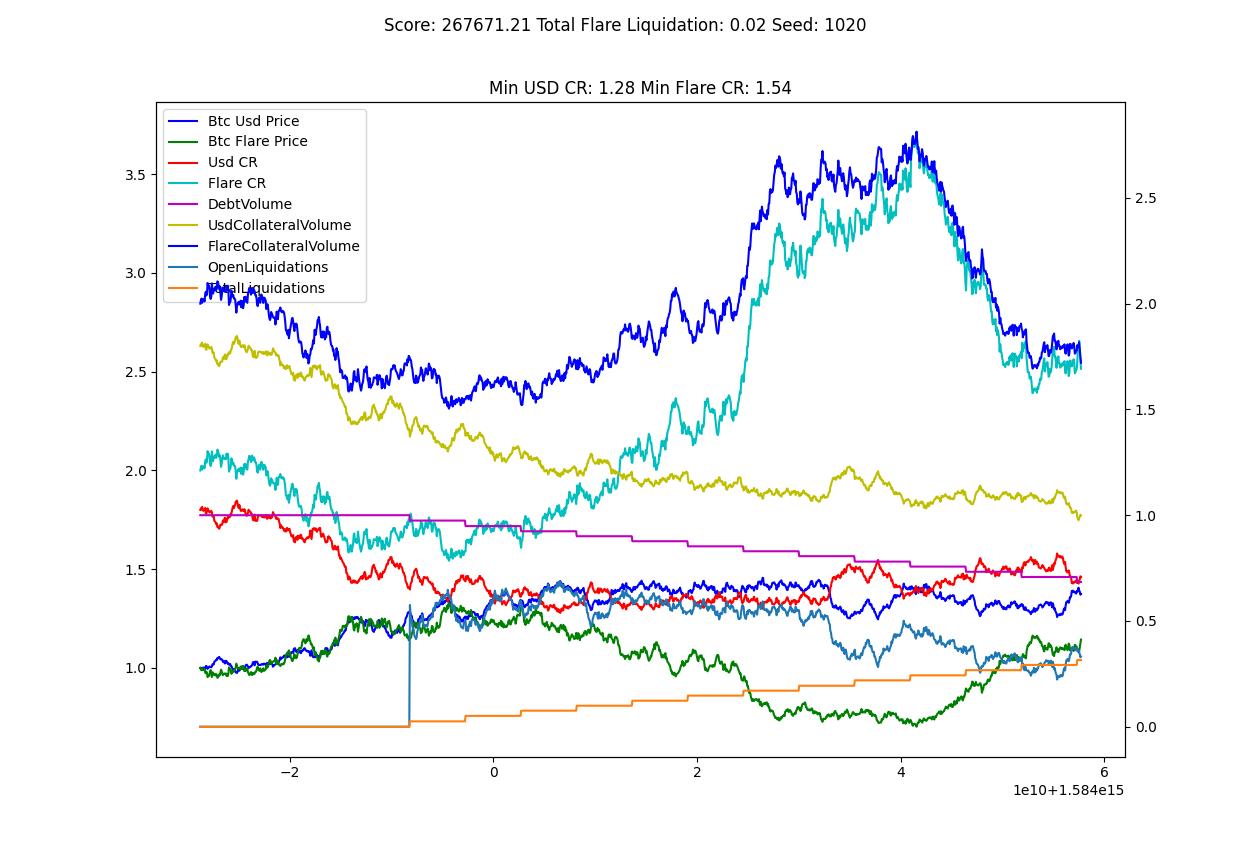 Score: 267671.21 Total Flare Liquidation: 0.02 Seed: 1020
Min USD CR: 1.28 Min Flare CR: 1.54
Btc Usd Price
Btc Flare Price
Usd CR
Flare CR
DebtVolume
UsdCollateralVolume
FlareCollateralVolume
OpenLiquidations
TotalLiquidations
3.5
3.0
2.5
2.0
1.5
1.0
2.5
2.0
1.5
1.0
0.5
0.0
−2
0
2
4
6
1e10+1.584e15